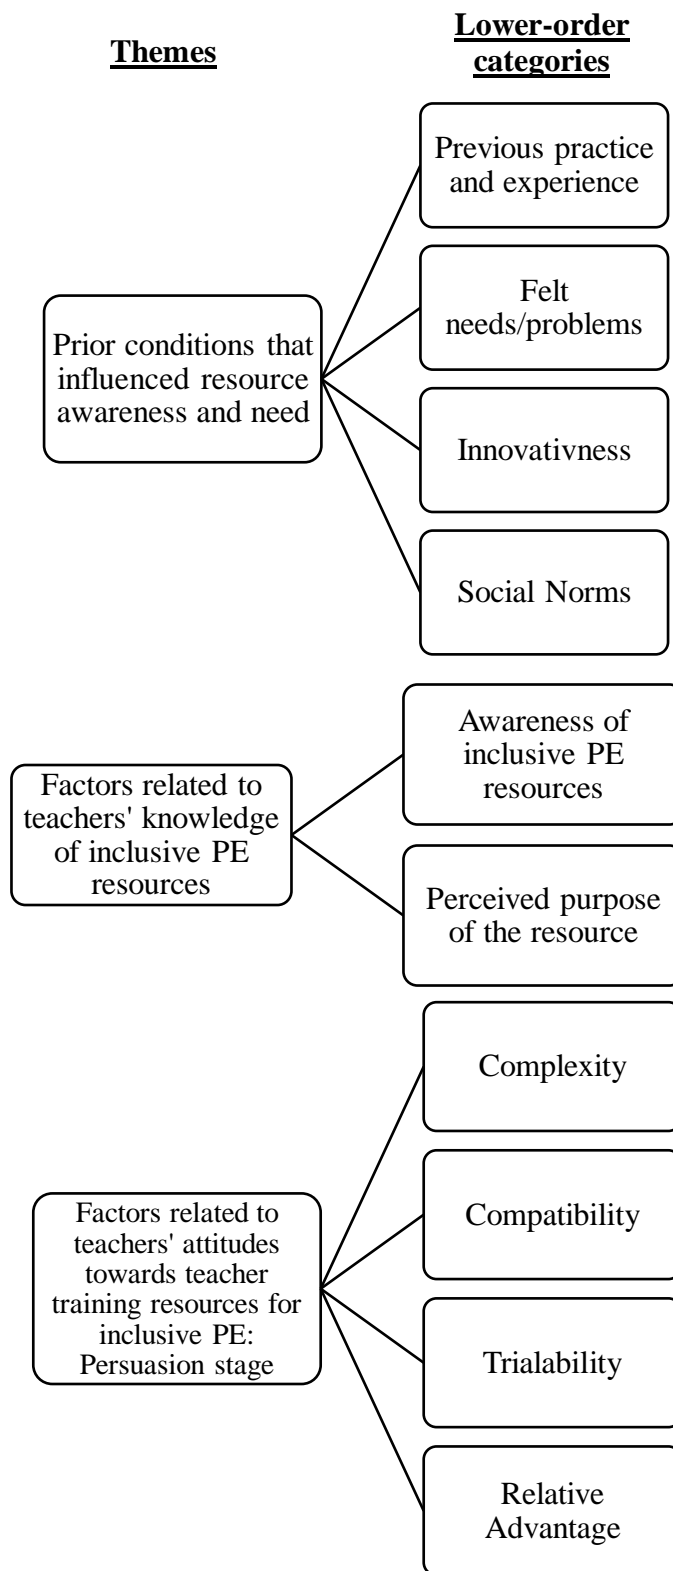 Themes
Lower-order
categories
Prior conditions that
influenced resource
awareness and need
Previous practice
and experience
Felt
needs/problems
Innovativness
Social Norms
Factors related to
teachers' knowledge
of inclusive PE
resources
Awareness of
inclusive PE
resources
Perceived purpose
of the resource
Factors related to
teachers' attitudes
towards teacher
training resources for
inclusive PE:
Persuasion stage
Complexity
Compatibility
Trialability
Relative
Advantage